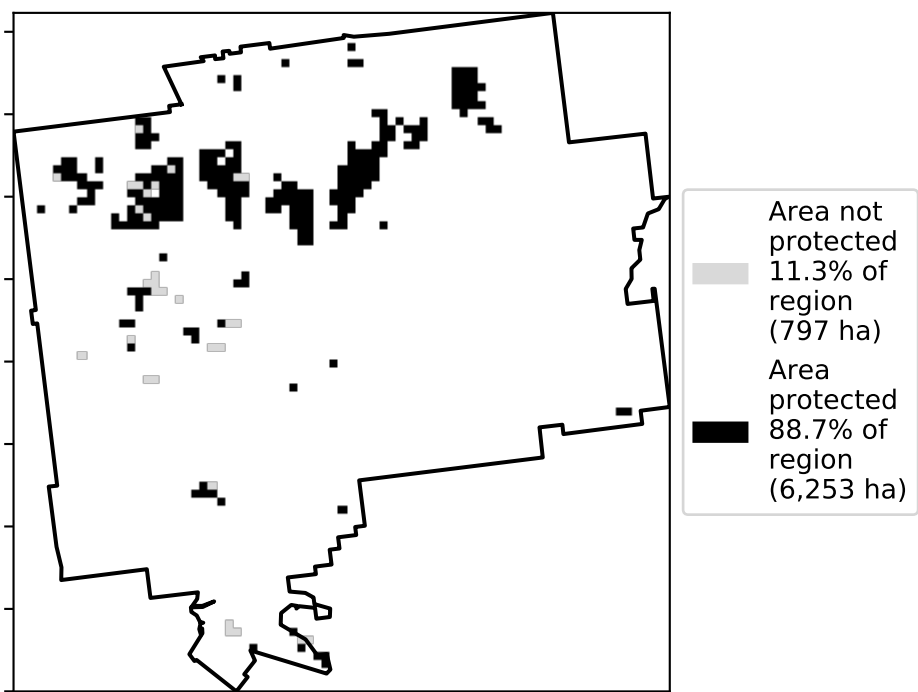 Area not
protected
11.3% of
region
(797 ha)
Area
protected
88.7% of
region
(6,253 ha)